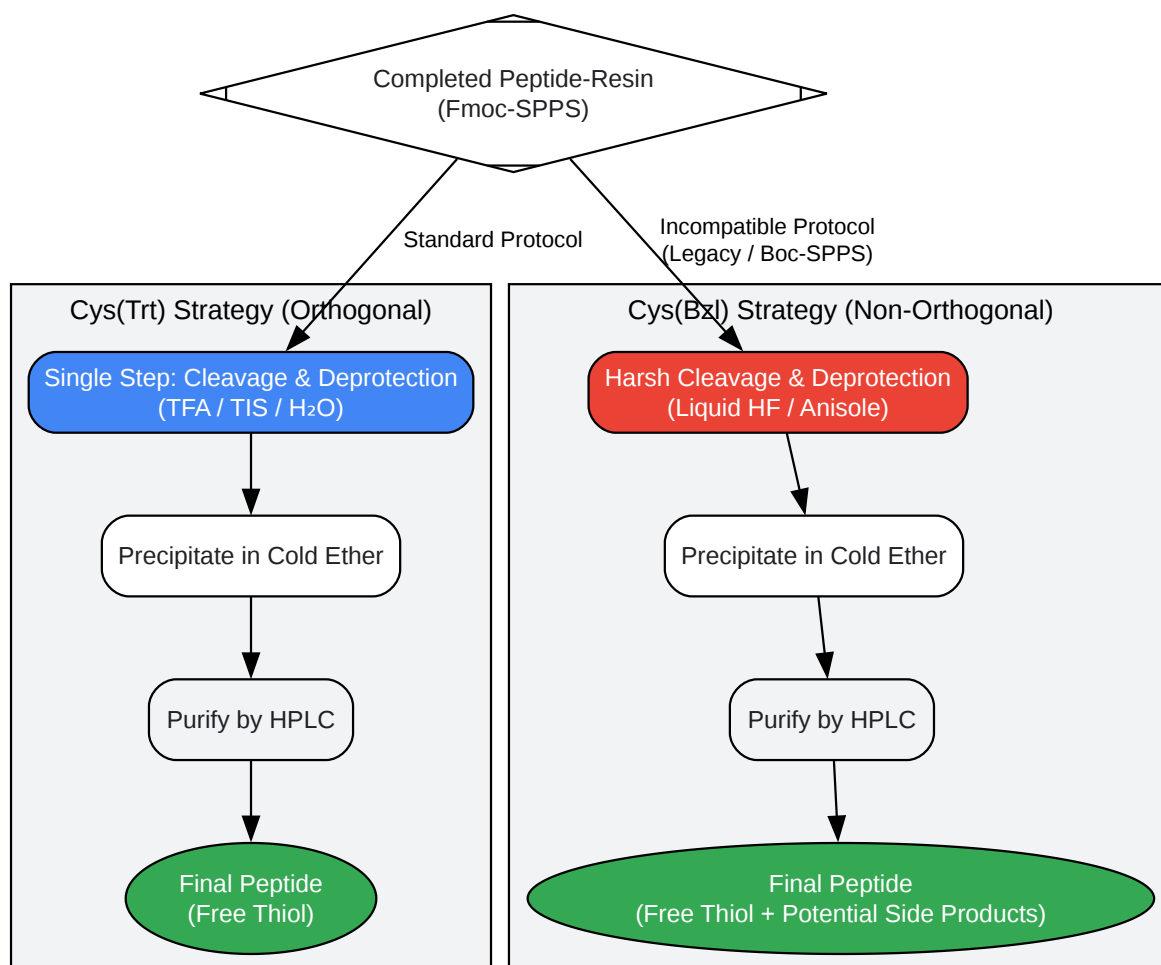 Completed Peptide-Resin
(Fmoc-SPPS)
Standard Protocol
Incompatible Protocol
(Legacy / Boc-SPPS)
Cys(Trt) Strategy (Orthogonal)
Single Step: Cleavage & Deprotection
(TFA / TIS / H₂O)
Precipitate in Cold Ether
Purify by HPLC
Final Peptide
(Free Thiol)
Cys(Bzl) Strategy (Non-Orthogonal)
Harsh Cleavage & Deprotection
(Liquid HF / Anisole)
Precipitate in Cold Ether
Purify by HPLC
Final Peptide
(Free Thiol + Potential Side Products)